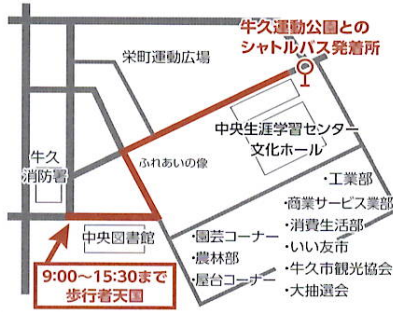 牛久運動公園との
シャトルバス発着所
栄町運動広場
中央生涯学習センター
文化ホール
ふれあいの像
牛久
消防署
・工業部
・商業サービス業部
・消費生活部
・いい友市
・牛久市観光協会
・大抽選会
・園芸コーナー
・農林部
・屋台コーナー
中央図書館
9:00〜15:30まで
歩行者天国